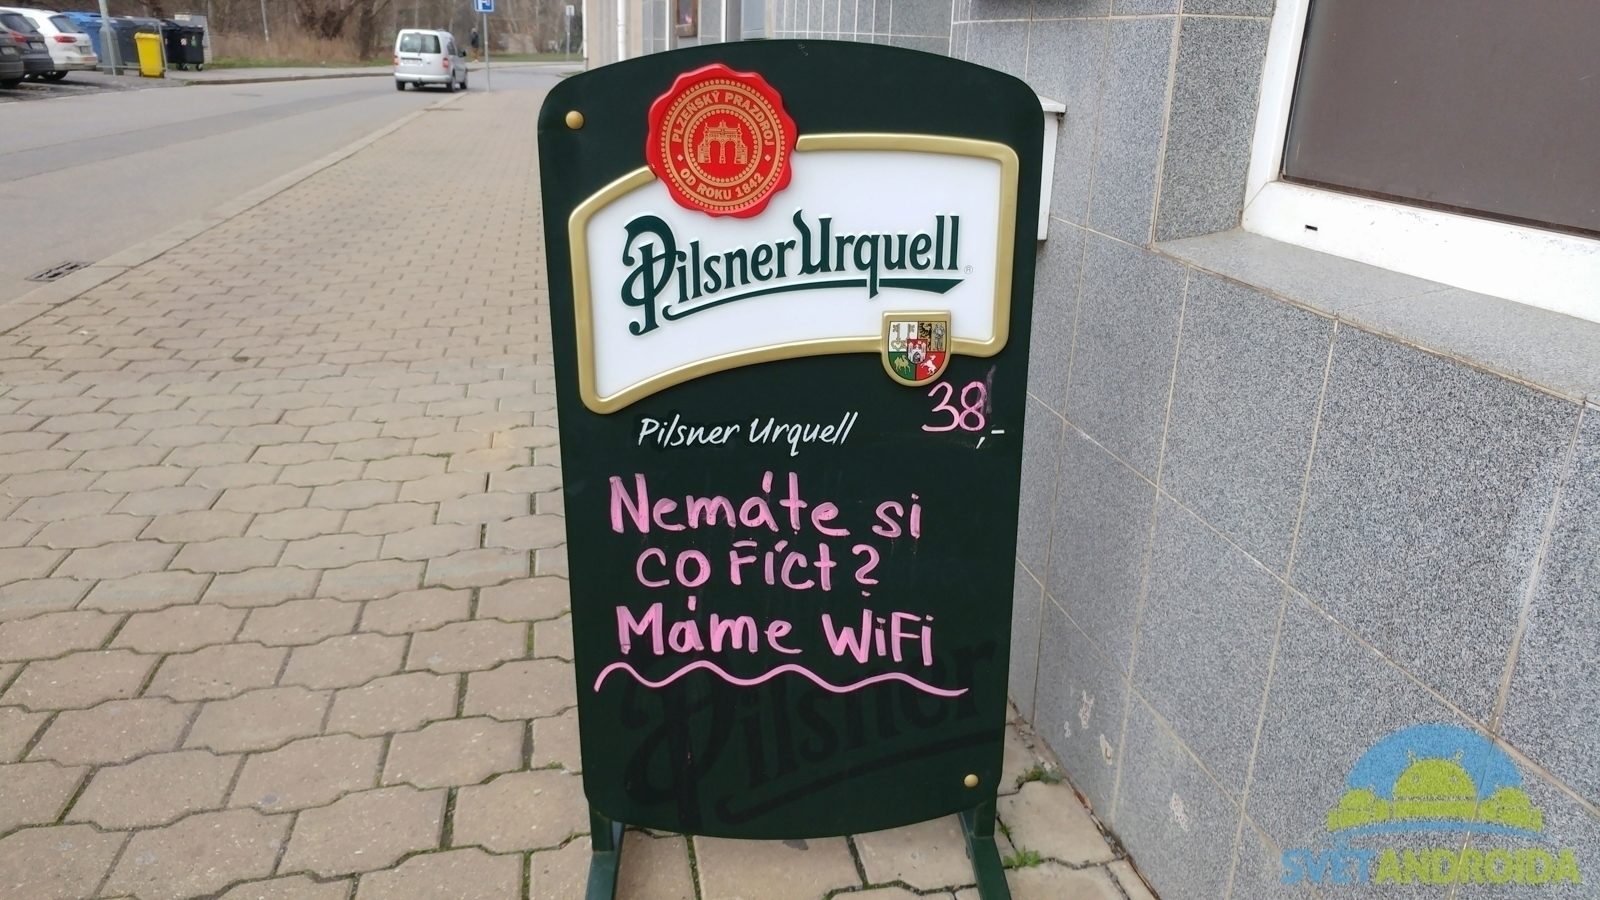 PLZEŇSKÝ PRAZDROJ
OD ROKU 1842
Pilsner Urquell
Pilsner Urquell
38,-
Nemáte si
co říct?
Máme WiFi
Pilsner
SVĚTANDROIDA